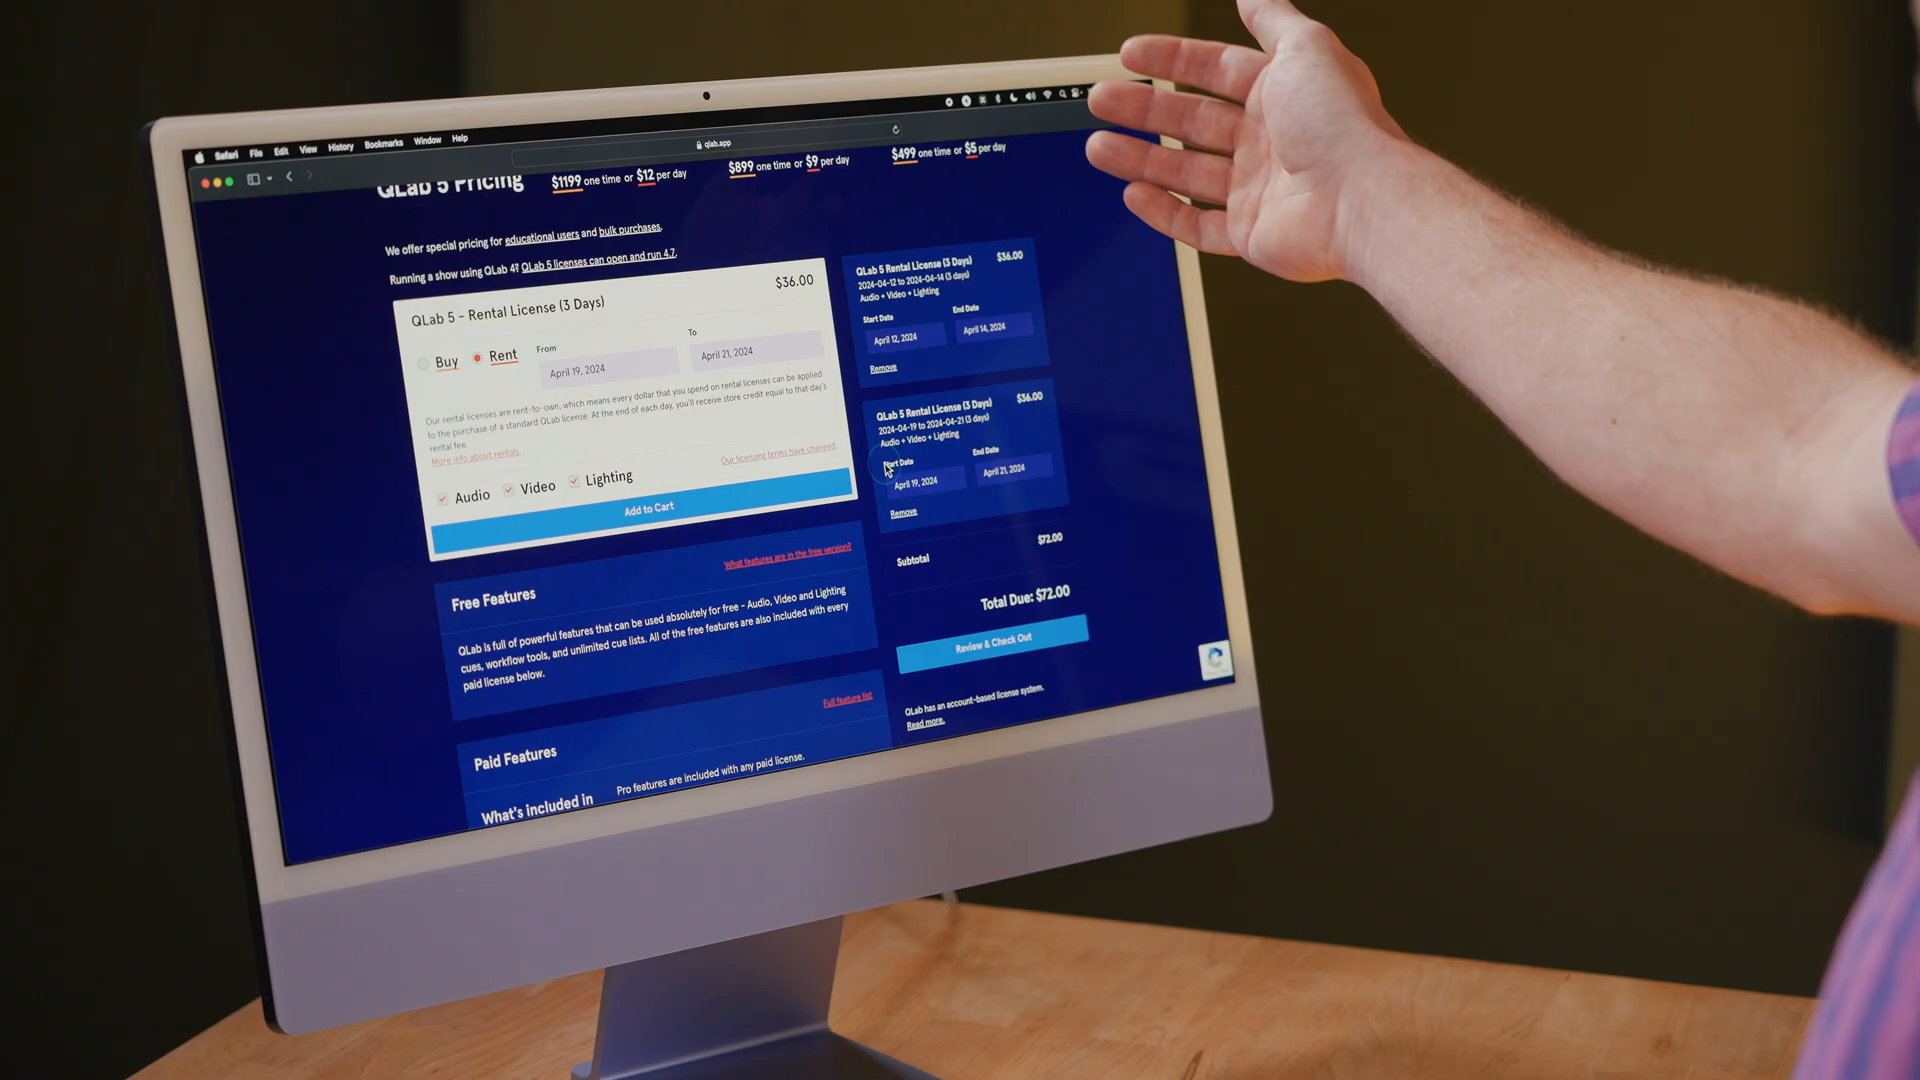 Safari File Edit View History Bookmarks Window Help
qlab.app
QLab 5 Pricing
$1199 one time or $12 per day
$899 one time or $9 per day
$499 one time or $5 per day
We offer special pricing for educational users and bulk purchases.
Running a show using QLab 4? QLab 5 licenses can open and run 4.7.
QLab 5 - Rental License (3 Days)
$36.00
Buy
Rent
From
April 19, 2024
To
April 21, 2024
Our rental licenses are rent-to-own, which means every dollar that you spend on rental licenses can be applied
to the purchase of a standard QLab license. At the end of each day, you'll receive store credit equal to that day's
rental fee.
More info about rentals.
Our licensing terms have changed.
Audio
Video
Lighting
Add to Cart
Free Features
What features are in the free version?
QLab is full of powerful features that can be used absolutely for free - Audio, Video and Lighting
cues, workflow tools, and unlimited cue lists. All of the free features are also included with every
paid license below.
Paid Features
Full feature list
What's included in
Pro features are included with any paid license.
QLab 5 Rental License (3 Days)
$36.00
2024-04-12 to 2024-04-14 (3 days)
Audio + Video + Lighting
Start Date
End Date
April 12, 2024
April 14, 2024
Remove
QLab 5 Rental License (3 Days)
$36.00
2024-04-19 to 2024-04-21 (3 days)
Audio + Video + Lighting
Start Date
End Date
April 19, 2024
April 21, 2024
Remove
Subtotal
$72.00
Total Due: $72.00
Review & Check Out
QLab has an account-based license system.
Read more.